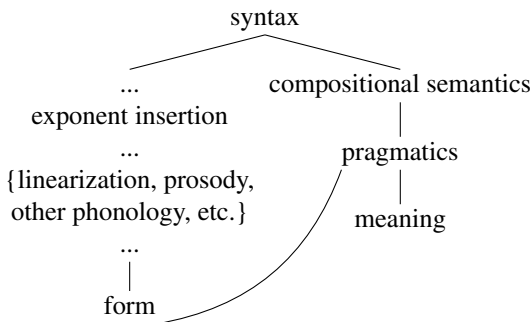 syntax
...
exponent insertion
...
{linearization, prosody,
other phonology, etc.}
...
form
compositional semantics
pragmatics
meaning